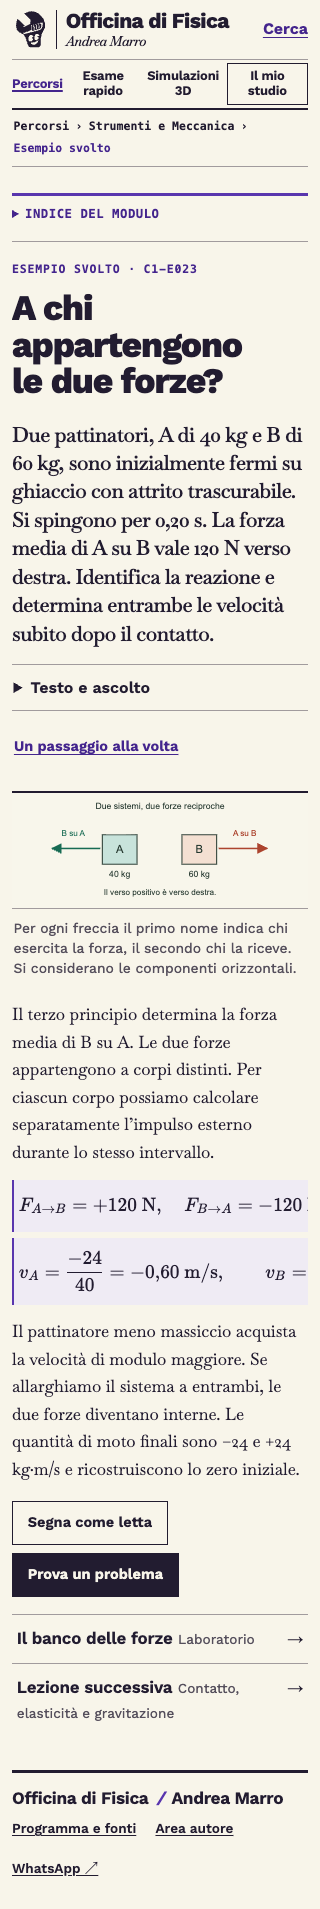 Officina di Fisica
Andrea Marro
Cerca
Percorsi
Esame rapido
Simulazioni 3D
Il mio studio
Percorsi › Strumenti e Meccanica ›
Esempio svolto
▶ INDICE DEL MODULO
ESEMPIO SVOLTO · C1–E023
A chi
appartengono
le due forze?
Due pattinatori, A di 40 kg e B di
60 kg, sono inizialmente fermi su
ghiaccio con attrito trascurabile.
Si spingono per 0,20 s. La forza
media di A su B vale 120 N verso
destra. Identifica la reazione e
determina entrambe le velocità
subito dopo il contatto.
▶ Testo e ascolto
Un passaggio alla volta
Due sistemi, due forze reciproche
B su A
A su B
A
B
40 kg
60 kg
Il verso positivo è verso destra.
Per ogni freccia il primo nome indica chi
esercita la forza, il secondo chi la riceve.
Si considerano le componenti orizzontali.
Il terzo principio determina la forza
media di B su A. Le due forze
appartengono a corpi distinti. Per
ciascun corpo possiamo calcolare
separatamente l’impulso esterno
durante lo stesso intervallo.
F_{A→B} = +120 N, F_{B→A} = −120
v_A = −24/40 = −0,60 m/s, v_B =
Il pattinatore meno massiccio acquista
la velocità di modulo maggiore. Se
allarghiamo il sistema a entrambi, le
due forze diventano interne. Le
quantità di moto finali sono −24 e +24
kg·m/s e ricostruiscono lo zero iniziale.
Segna come letta
Prova un problema
Il banco delle forze Laboratorio →
Lezione successiva Contatto, →
elasticità e gravitazione
Officina di Fisica / Andrea Marro
Programma e fonti Area autore
WhatsApp ↗